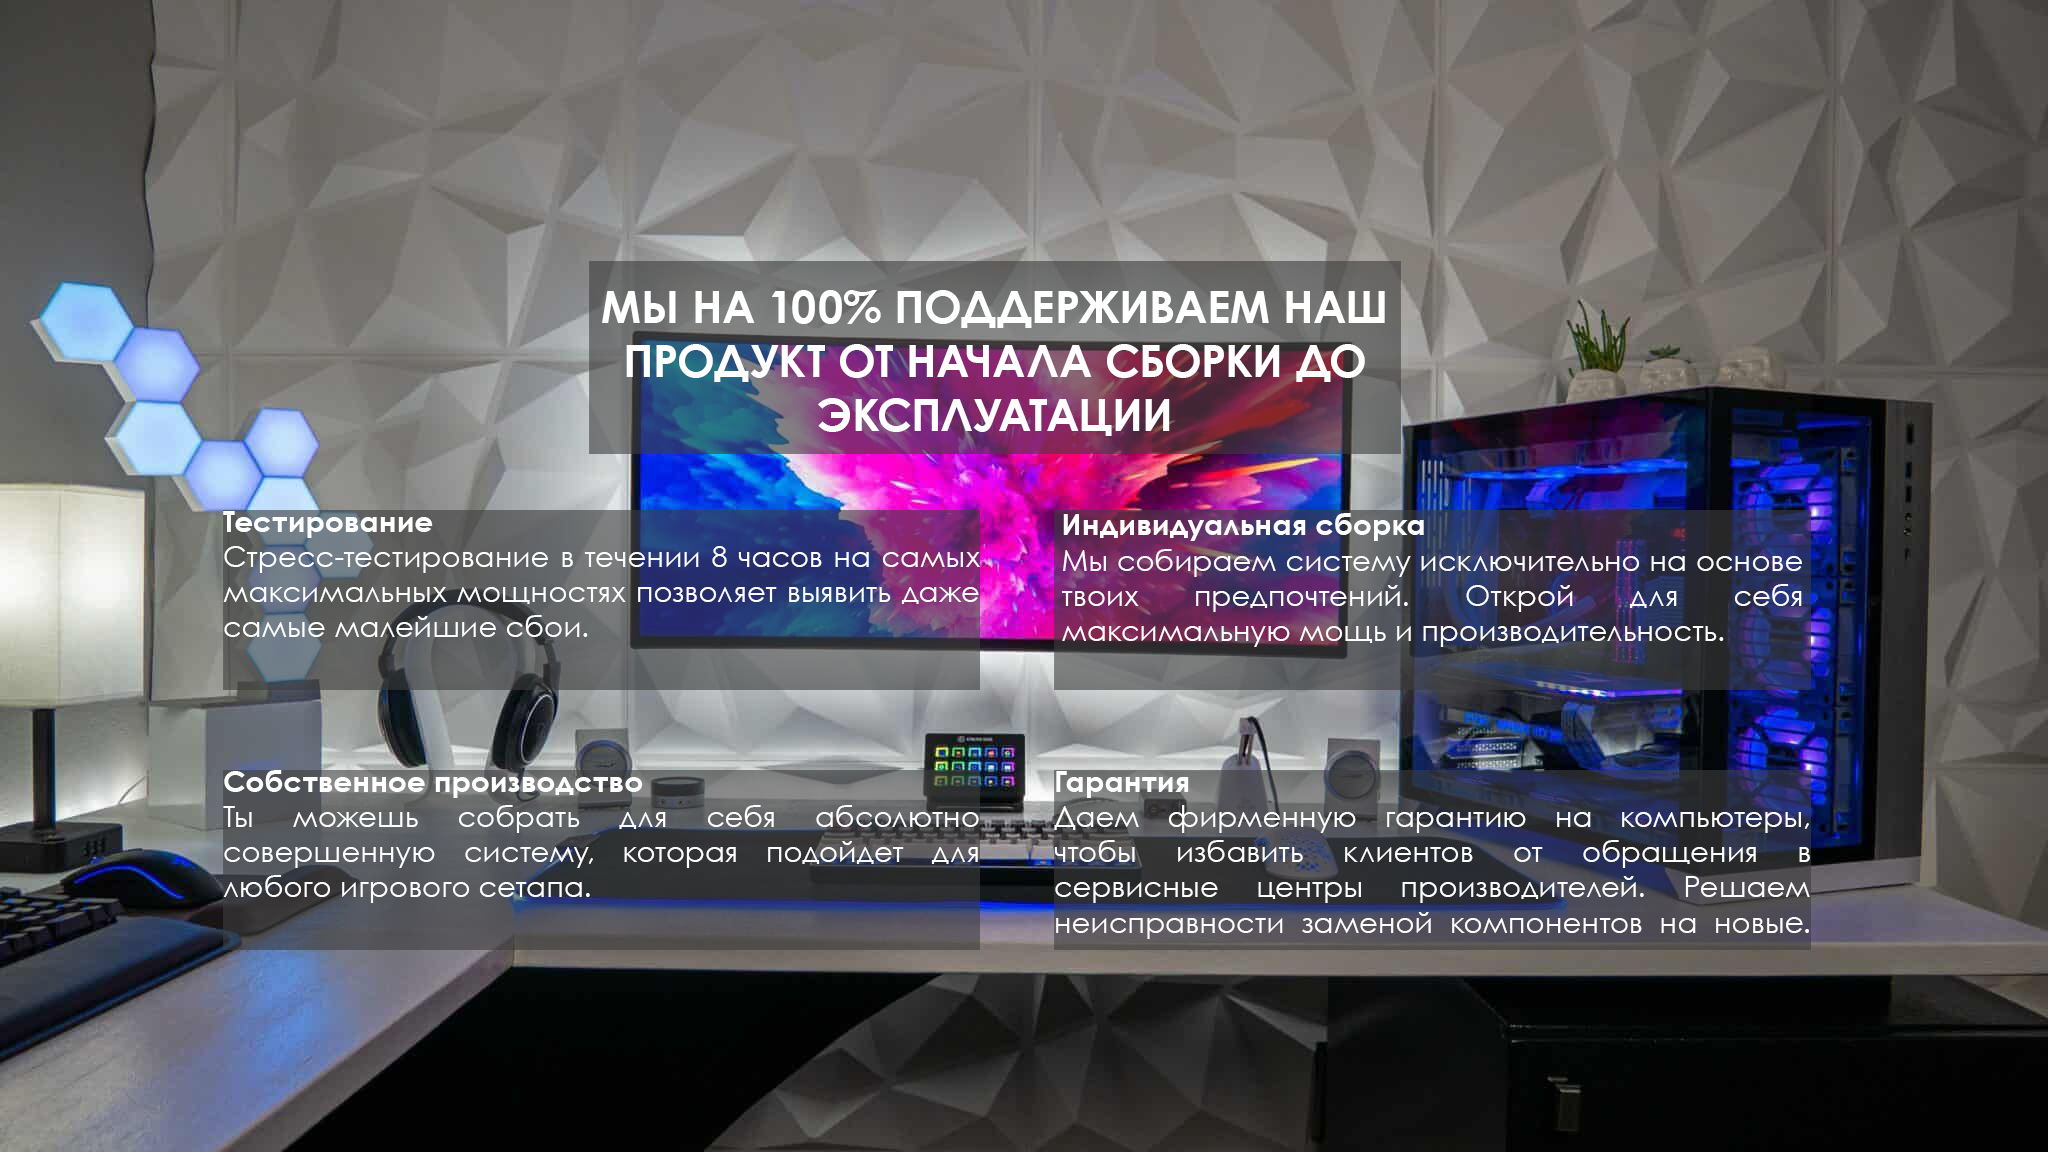 МЫ НА 100% ПОДДЕРЖИВАЕМ НАШ
ПРОДУКТ ОТ НАЧАЛА СБОРКИ ДО
ЭКСПЛУАТАЦИИ
Тестирование
Стресс-тестирование в течении 8 часов на самых
максимальных мощностях позволяет выявить даже
самые малейшие сбои.
Индивидуальная сборка
Мы собираем систему исключительно на основе
твоих предпочтений. Открой для себя
максимальную мощь и производительность.
Собственное производство
Ты можешь собрать для себя абсолютно
совершенную систему, которая подойдет для
любого игрового сетапа.
Гарантия
Даем фирменную гарантию на компьютеры,
чтобы избавить клиентов от обращения в
сервисные центры производителей. Решаем
неисправности заменой компонентов на новые.